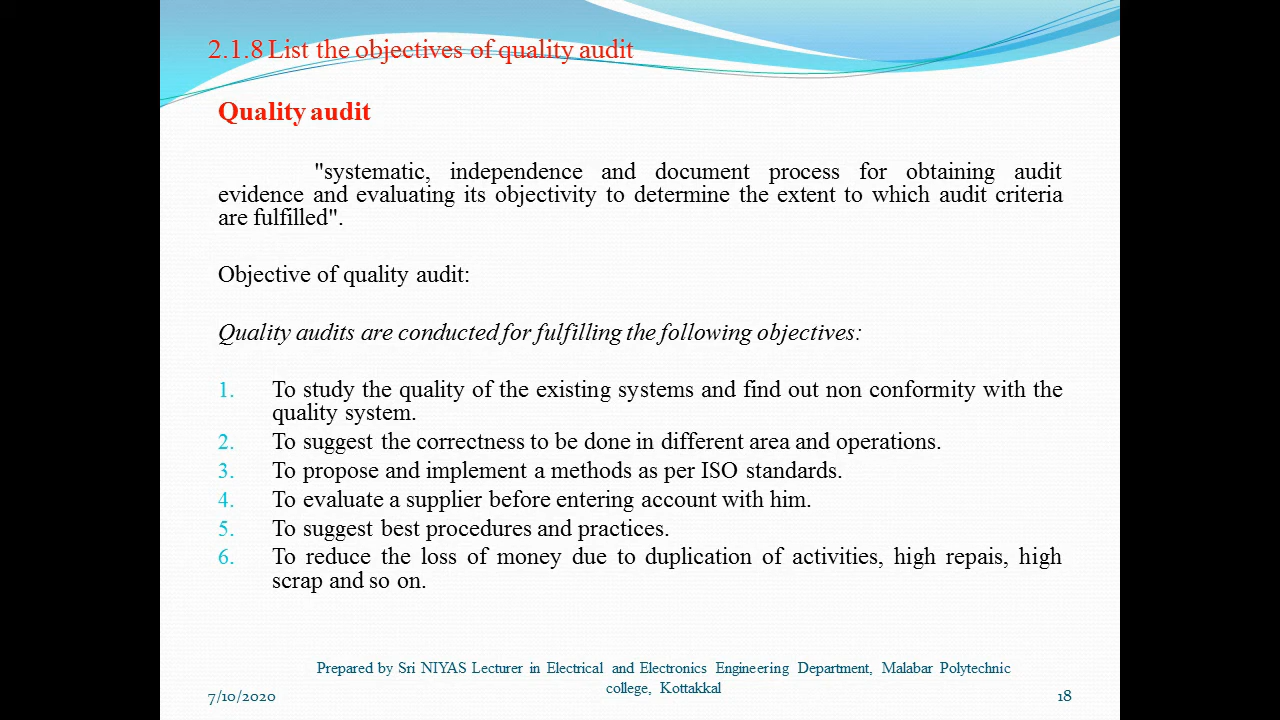 2.1.8 List the objectives of quality audit
Quality audit
"systematic, independence and document process for obtaining audit
evidence and evaluating its objectivity to determine the extent to which audit criteria
are fulfilled".
Objective of quality audit:
Quality audits are conducted for fulfilling the following objectives:
1. To study the quality of the existing systems and find out non conformity with the
quality system.
2. To suggest the correctness to be done in different area and operations.
3. To propose and implement a methods as per ISO standards.
4. To evaluate a supplier before entering account with him.
5. To suggest best procedures and practices.
6. To reduce the loss of money due to duplication of activities, high repais, high
scrap and so on.
Prepared by Sri NIYAS Lecturer in Electrical and Electronics Engineering Department, Malabar Polytechnic
college, Kottakkal
7/10/2020
18